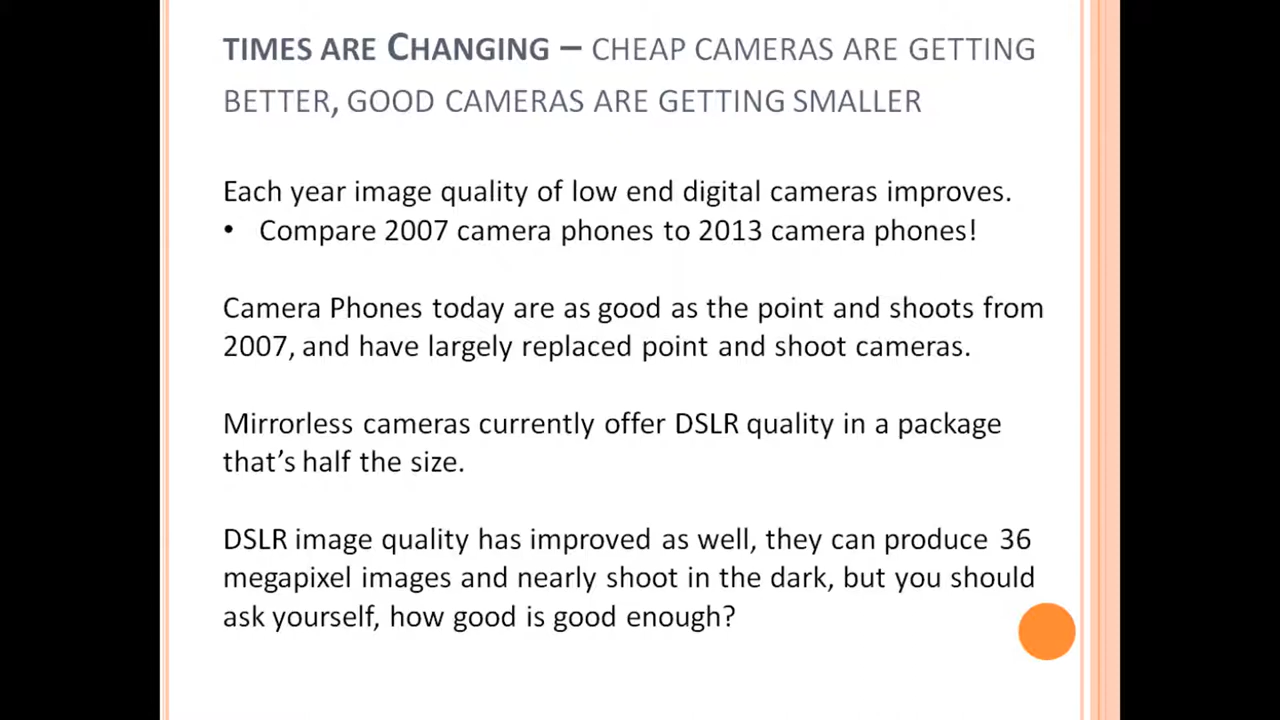 TIMES ARE CHANGING – CHEAP CAMERAS ARE GETTING
BETTER, GOOD CAMERAS ARE GETTING SMALLER
Each year image quality of low end digital cameras improves.
• Compare 2007 camera phones to 2013 camera phones!
Camera Phones today are as good as the point and shoots from
2007, and have largely replaced point and shoot cameras.
Mirrorless cameras currently offer DSLR quality in a package
that’s half the size.
DSLR image quality has improved as well, they can produce 36
megapixel images and nearly shoot in the dark, but you should
ask yourself, how good is good enough?